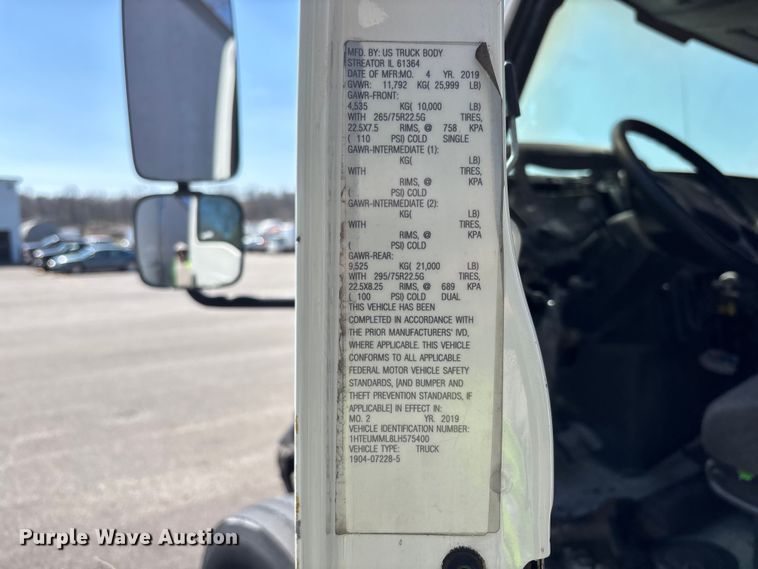 MFD. BY: US TRUCK BODY
STREATOR IL 61364
DATE OF MFR:MO. 4 YR. 2019
GVWR: 11,792 KG( 25,999 LB)
GAWR-FRONT:
4,535 KG( 10,000 LB)
WITH 265/75R22.5G TIRES,
22.5X7.5 RIMS, @ 758 KPA
( 110 PSI) COLD SINGLE
GAWR-INTERMEDIATE (1):
KG( LB)
WITH TIRES,
RIMS, @ KPA
( PSI) COLD
GAWR-INTERMEDIATE (2):
KG( LB)
WITH TIRES,
RIMS, @ KPA
( PSI) COLD
GAWR-REAR:
9,525 KG( 21,000 LB)
WITH 295/75R22.5G TIRES,
22.5X8.25 RIMS, @ 689 KPA
( 100 PSI) COLD DUAL
THIS VEHICLE HAS BEEN
COMPLETED IN ACCORDANCE WITH
THE PRIOR MANUFACTURERS' IVD,
WHERE APPLICABLE. THIS VEHICLE
CONFORMS TO ALL APPLICABLE
FEDERAL MOTOR VEHICLE SAFETY
STANDARDS, [AND BUMPER AND
THEFT PREVENTION STANDARDS, IF
APPLICABLE] IN EFFECT IN:
MO. 2 YR. 2019
VEHICLE IDENTIFICATION NUMBER:
1HTEUMML8LH575400
VEHICLE TYPE: TRUCK
1904-07228-5
Purple Wave Auction